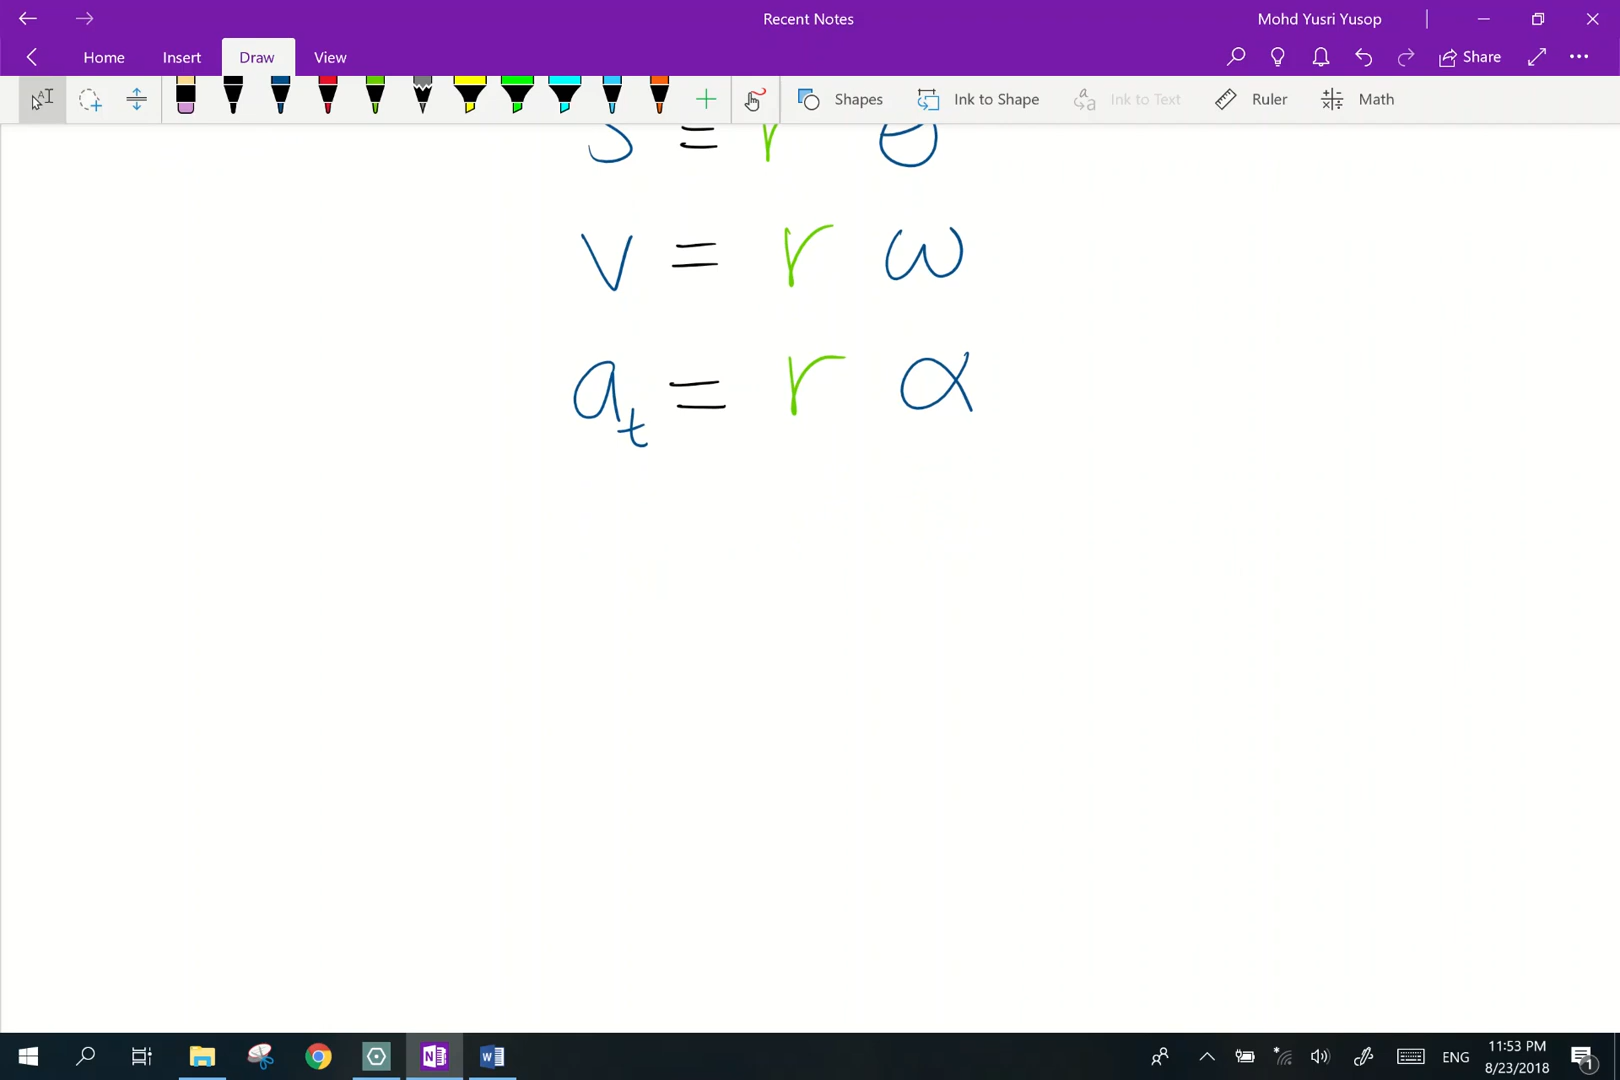 Recent Notes
Mohd Yusri Yusop
Home Insert Draw View
Share
Shapes Ink to Shape Ink to Text Ruler Math
s = r θ
v = r ω
a_t = r α
ENG
11:53 PM
8/23/2018
1